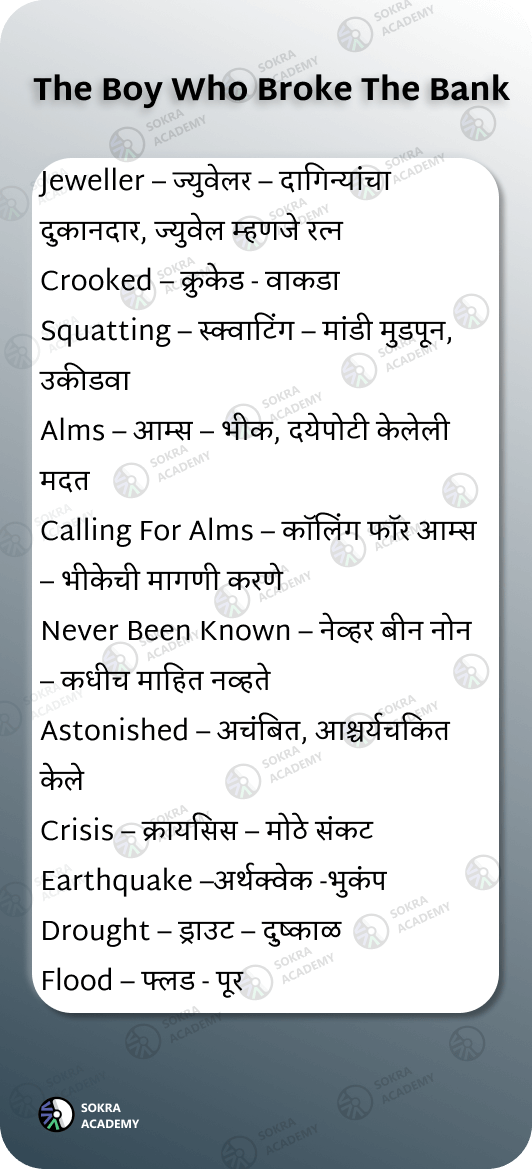 The Boy Who Broke The Bank
Jeweller – ज्युवेलर – दागिन्यांचा
दुकानदार, ज्युवेल म्हणजे रत्न
Crooked – क्रुकेड - वाकडा
Squatting – स्क्वाटिंग – मांडी मुडपून,
उकीडवा
Alms – आम्स – भीक, दयेपोटी केलेली
मदत
Calling For Alms – कॉलिंग फॉर आम्स
– भीकेची मागणी करणे
Never Been Known – नेव्हर बीन नोन
– कधीच माहित नव्हते
Astonished – अचंबित, आश्चर्यचकित
केले
Crisis – क्रायसिस – मोठे संकट
Earthquake –अर्थक्वेक -भुकंप
Drought – ड्राउट – दुष्काळ
Flood – फ्लड - पूर
SOKRA
ACADEMY